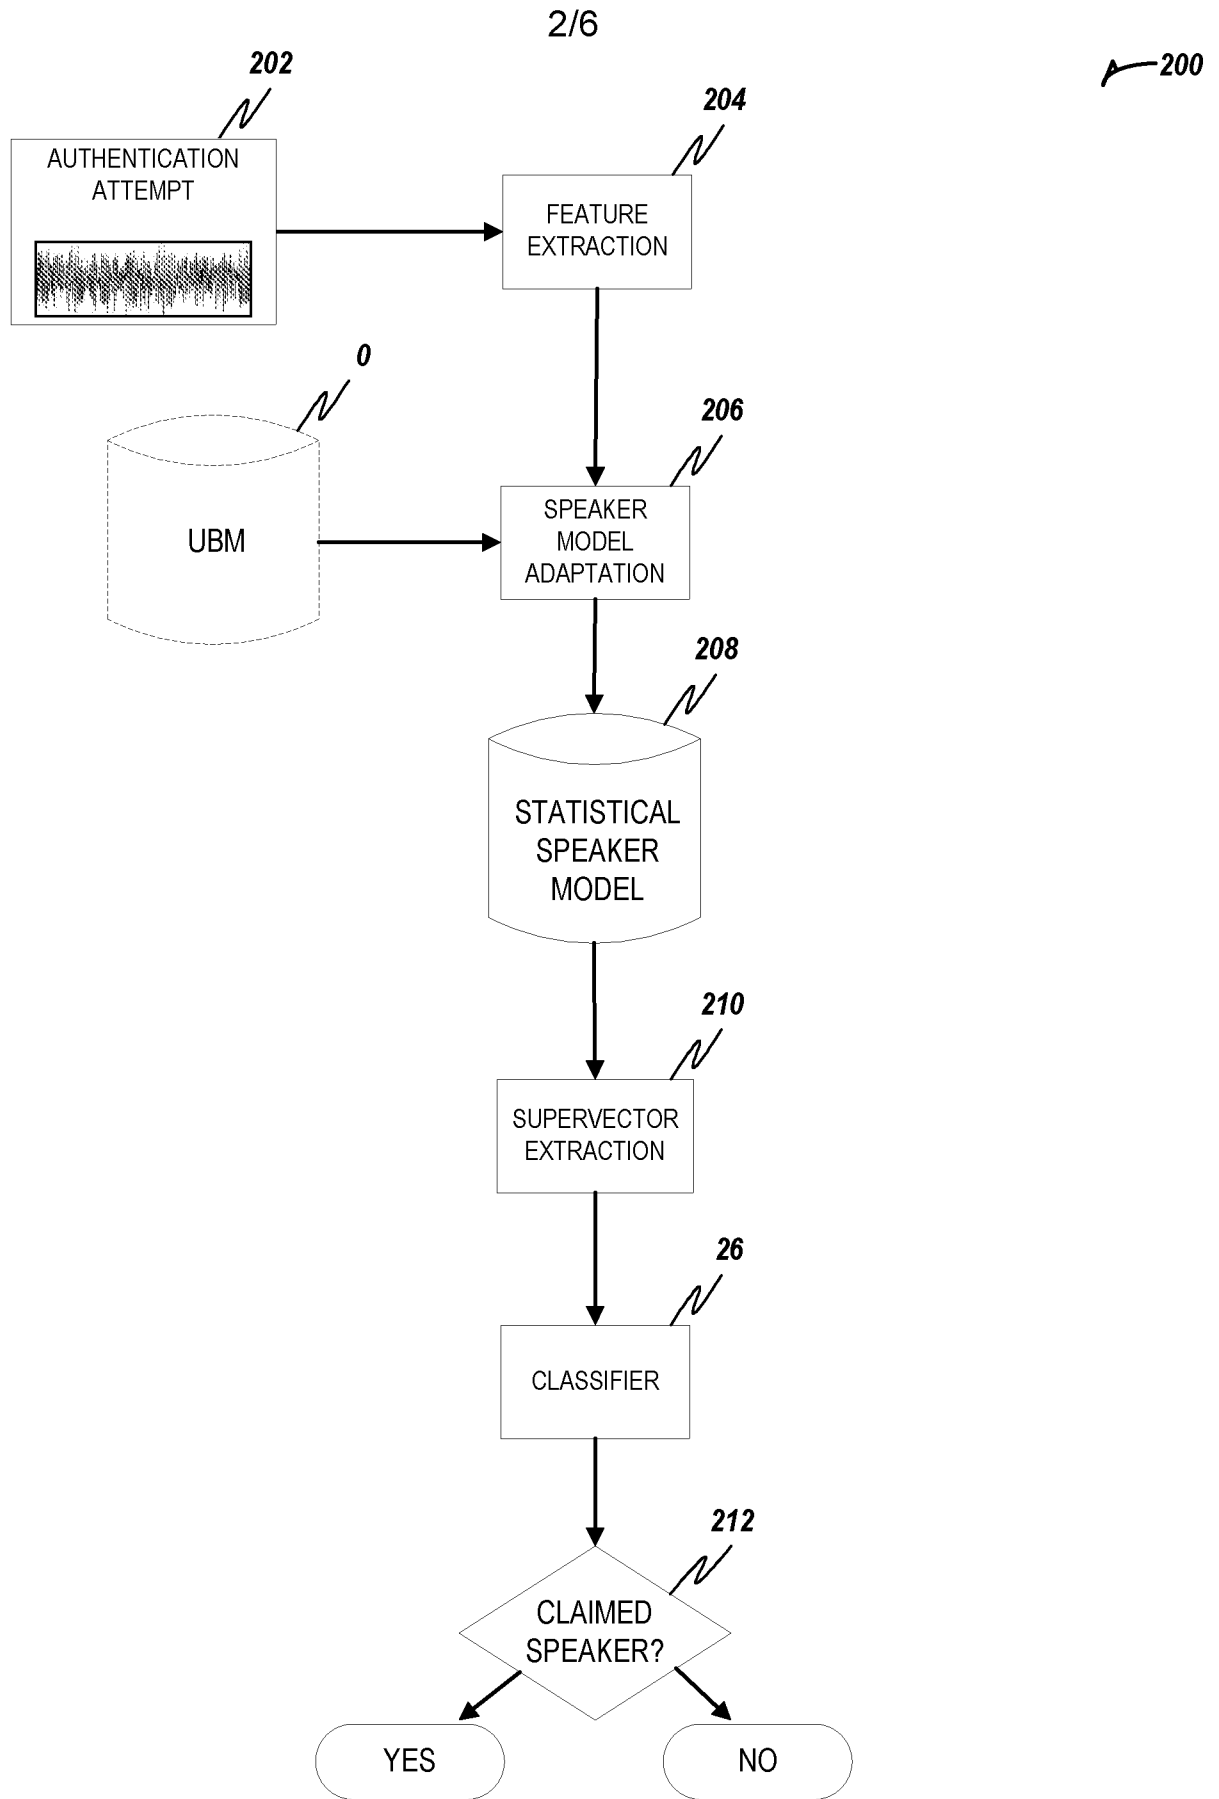 2/6
200
202
AUTHENTICATION
ATTEMPT
204
FEATURE
EXTRACTION
0
UBM
206
SPEAKER
MODEL
ADAPTATION
208
STATISTICAL
SPEAKER
MODEL
210
SUPERVECTOR
EXTRACTION
26
CLASSIFIER
212
CLAIMED
SPEAKER?
YES
NO